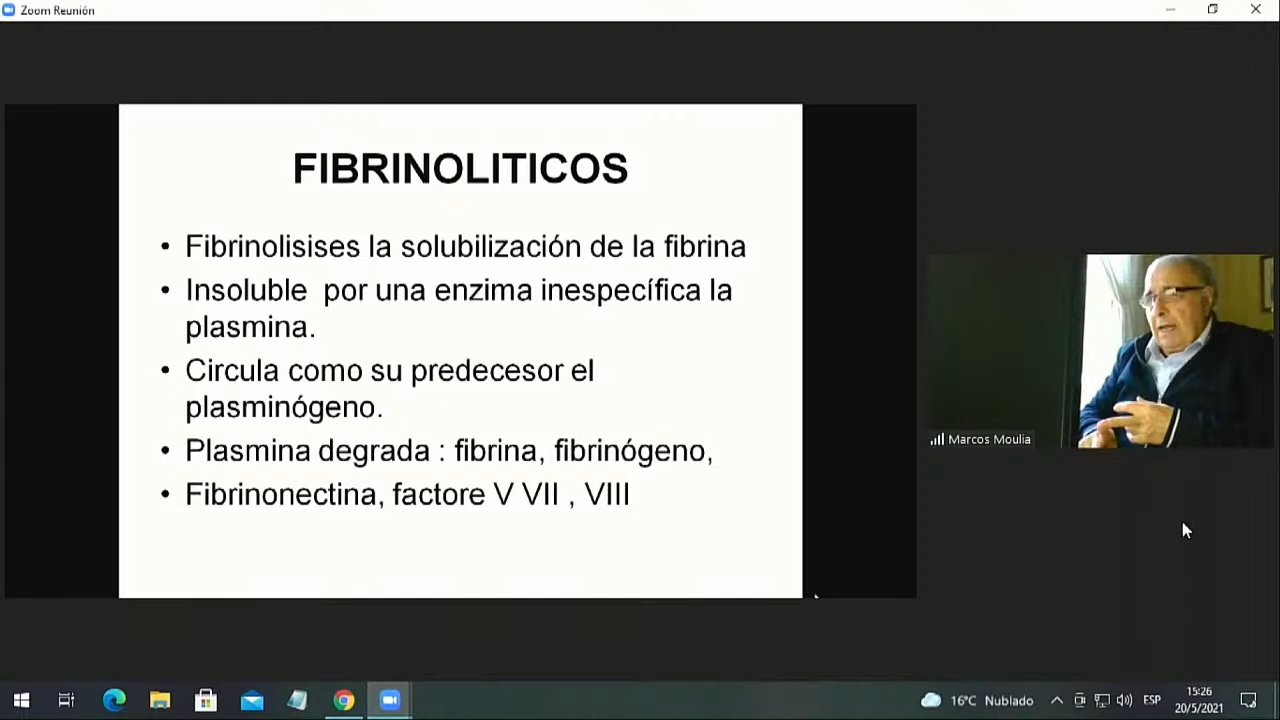 Zoom Reunión
FIBRINOLITICOS
• Fibrinolisises la solubilización de la fibrina
• Insoluble por una enzima inespecífica la
plasmina.
• Circula como su predecesor el
plasminógeno.
• Plasmina degrada : fibrina, fibrinógeno,
• Fibrinonectina, factore V VII , VIII
Marcos Moulia
16°C Nublado
ESP
15:26
20/5/2021